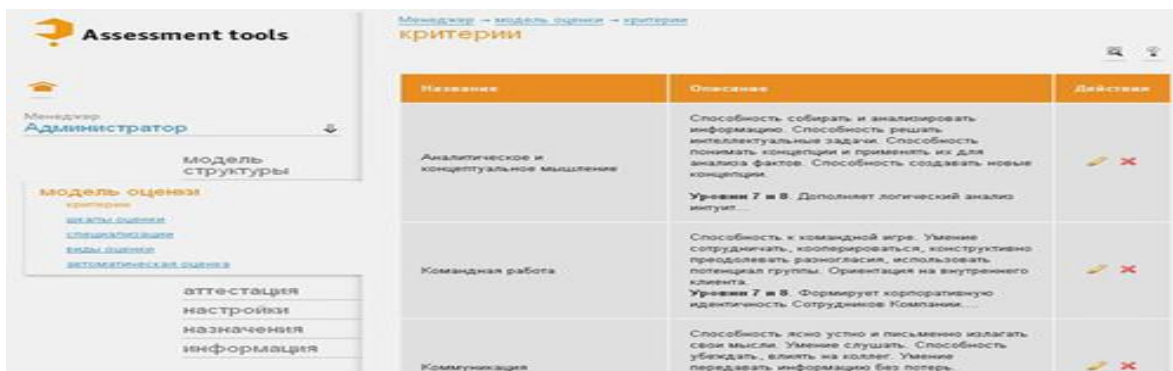 Assessment tools
Менеджер
Администратор
модель
структуры
модель оценки
критерии
шкалы оценки
специализации
виды оценки
автоматическая оценка
аттестация
настройки
назначения
информация
Менеджер → модель оценки → критерии
критерии
Название Описание Действия
Аналитическое и
концептуальное мышление
Способность собирать и анализировать
информацию. Способность решать
интеллектуальные задачи. Способность
понимать концепции и применять их для
анализа фактов. Способность создавать новые
концепции.
Уровни 7 и 8. Дополняет логический анализ
интуит...
Командная работа
Способность к командной игре. Умение
сотрудничать, кооперироваться, конструктивно
преодолевать разногласия, использовать
потенциал группы. Ориентация на внутреннего
клиента.
Уровни 7 и 8. Формирует корпоративную
идентичность Сотрудников Компании....
Коммуникация
Способность ясно устно и письменно излагать
свои мысли. Умение слушать. Способность
убеждать, влиять на коллег. Умение
передавать информацию без потерь.